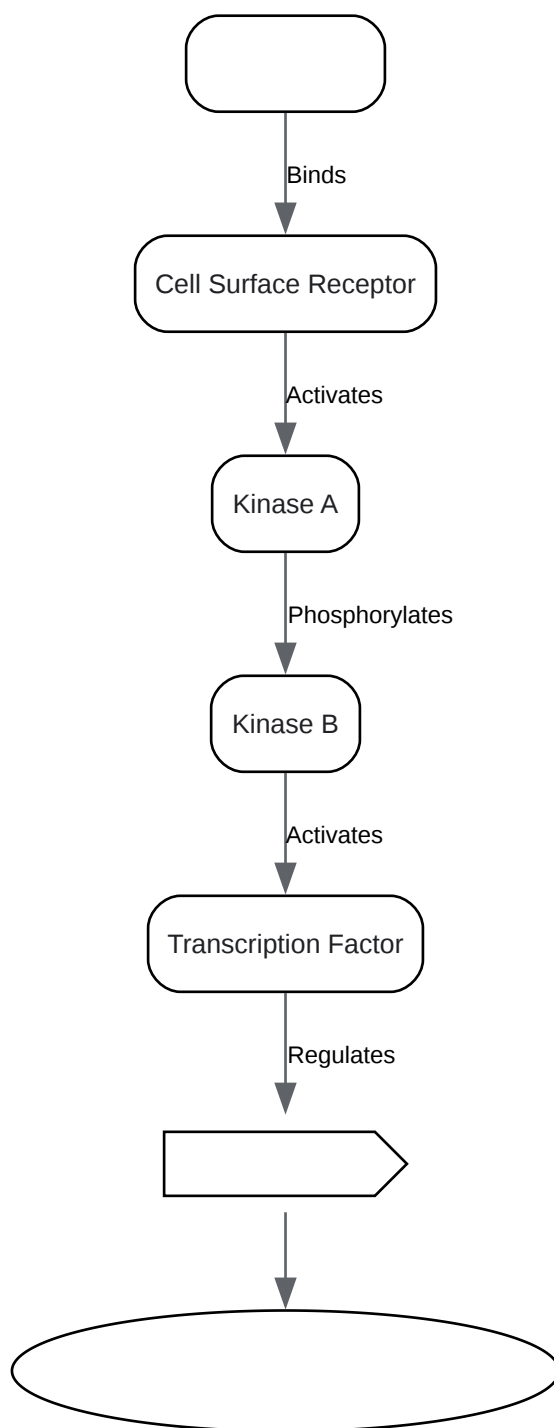 Binds
Cell Surface Receptor
Activates
Kinase A
Phosphorylates
Kinase B
Activates
Transcription Factor
Regulates